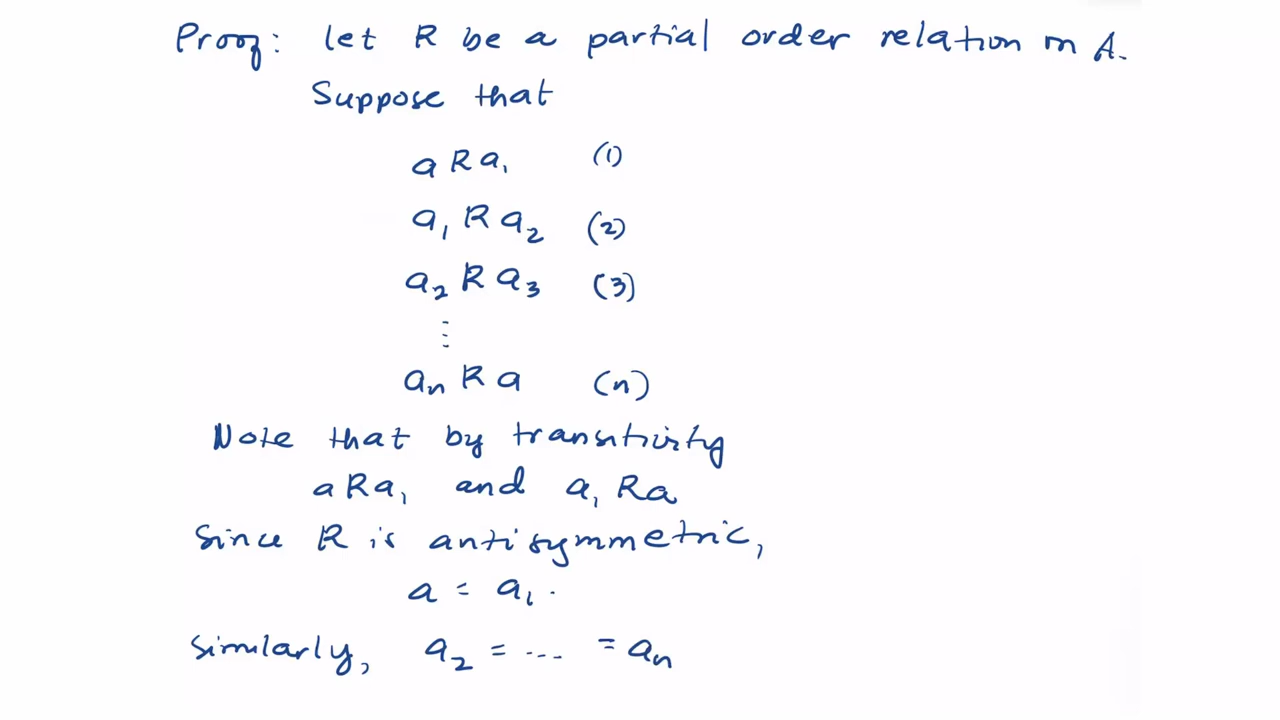 Proof: let R be a partial order relation on A.
Suppose that
a R a₁ (1)
a₁ R a₂ (2)
a₂ R a₃ (3)
⋮
aₙ R a (n)
Note that by transitivity
a R a₁ and a₁ R a
Since R is antisymmetric,
a = a₁.
Similarly, a₂ = ... = aₙ